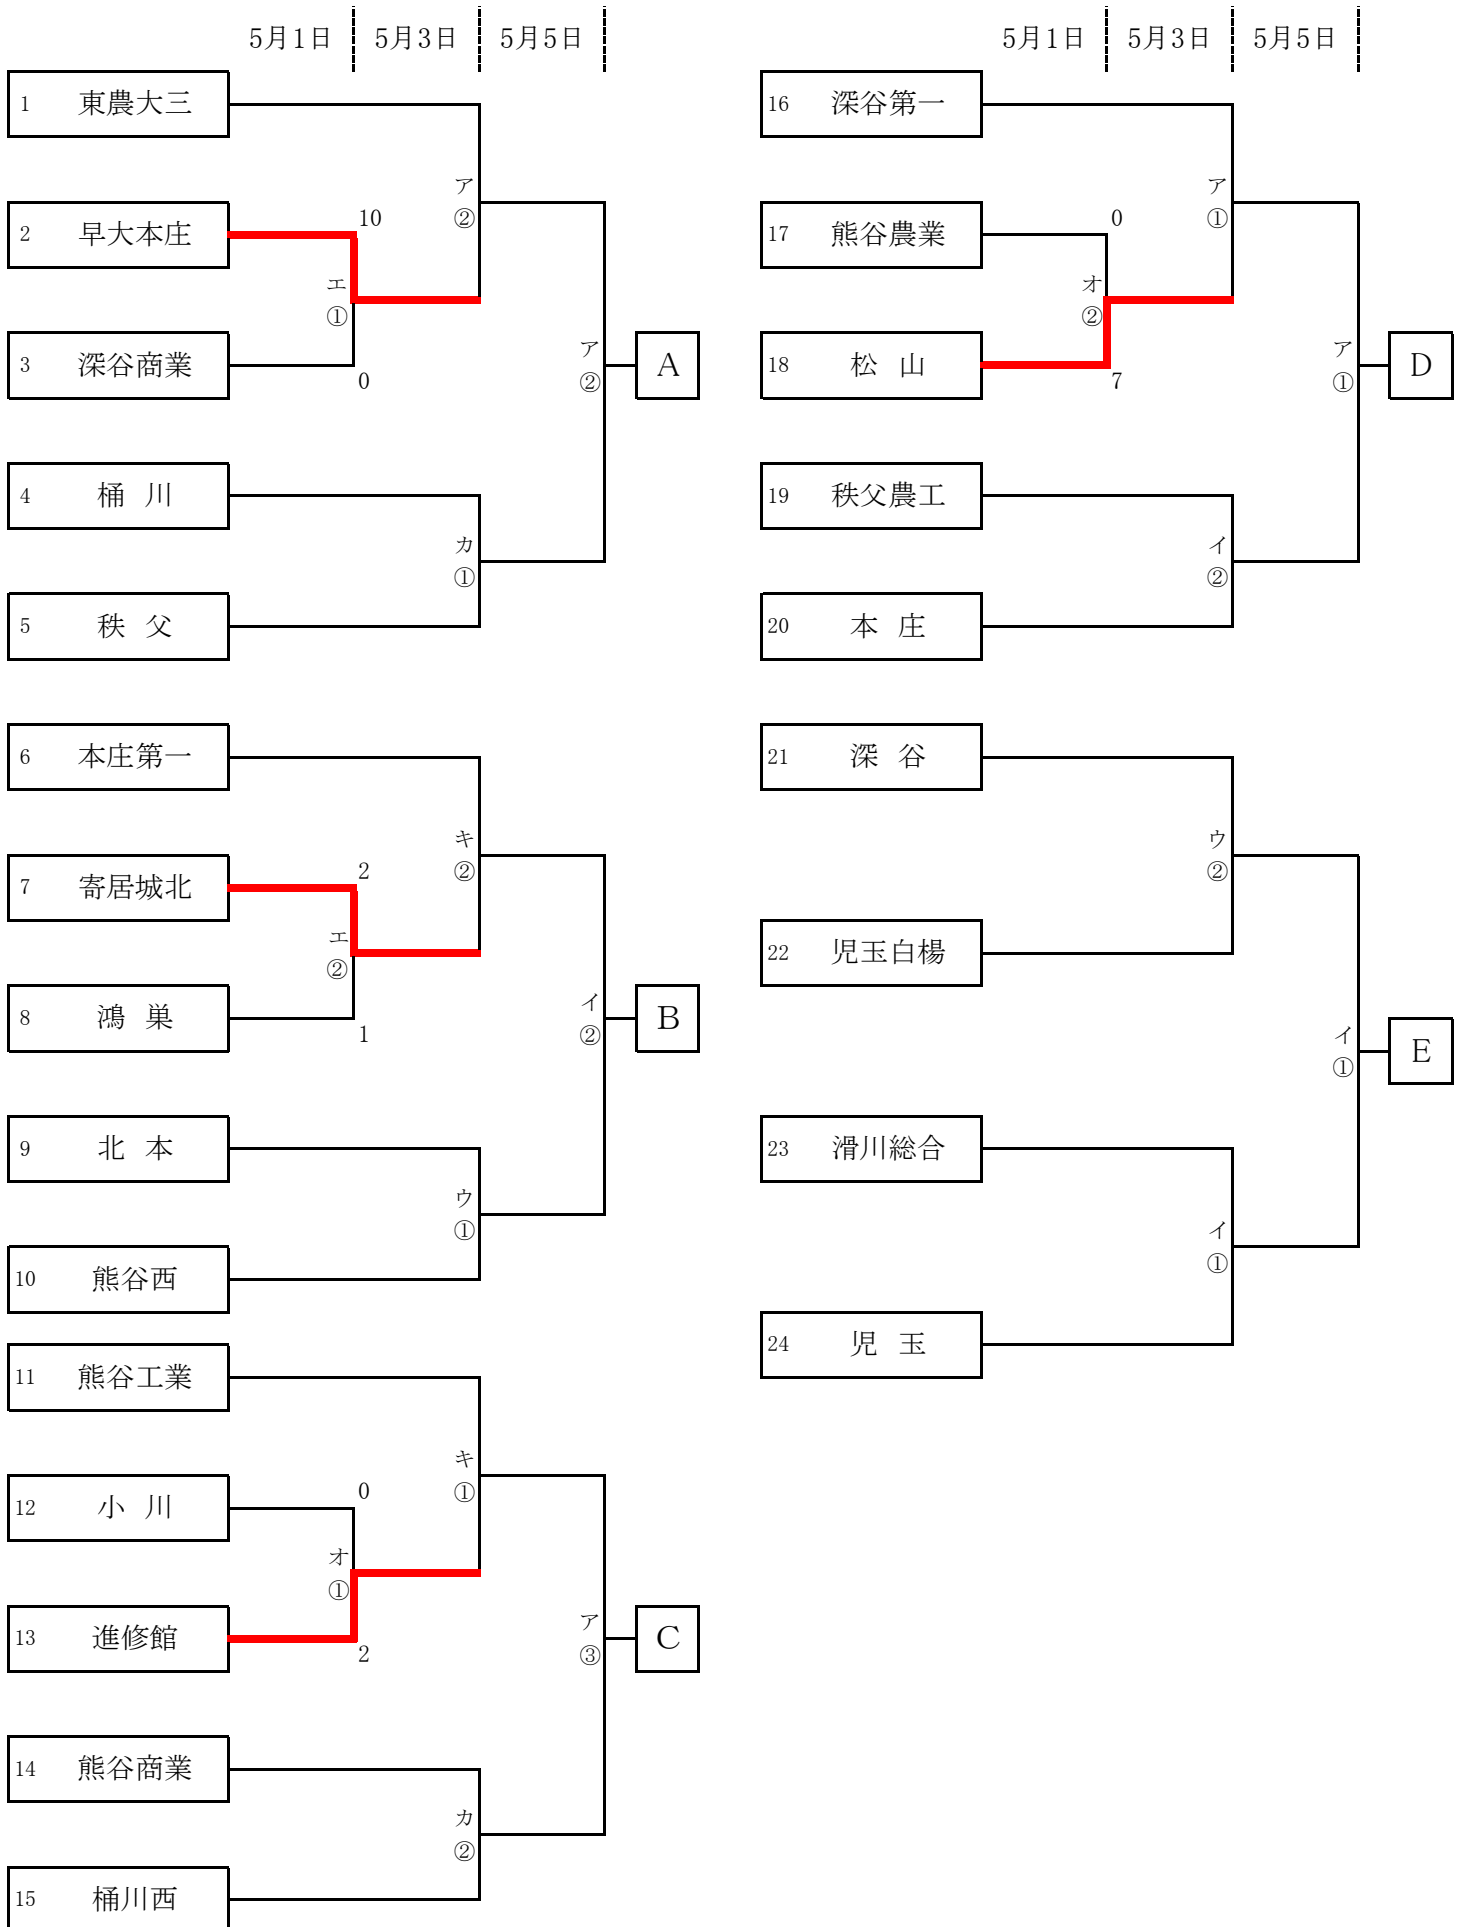 5月1日 5月3日 5月5日
1 東農大三
ア
②
2 早大本庄
10
エ
①
3 深谷商業
0
ア
②
A
4 桶 川
カ
①
5 秩 父
6 本庄第一
キ
②
7 寄居城北
2
エ
②
8 鴻 巣
1
イ
②
B
9 北 本
ウ
①
10 熊谷西
11 熊谷工業
キ
①
12 小 川
0
オ
①
13 進修館
2
ア
③
C
14 熊谷商業
カ
②
15 桶川西
5月1日 5月3日 5月5日
16 深谷第一
ア
①
17 熊谷農業
0
オ
②
18 松 山
7
ア
①
D
19 秩父農工
イ
②
20 本 庄
21 深 谷
ウ
②
22 児玉白楊
イ
①
E
23 滑川総合
イ
①
24 児 玉